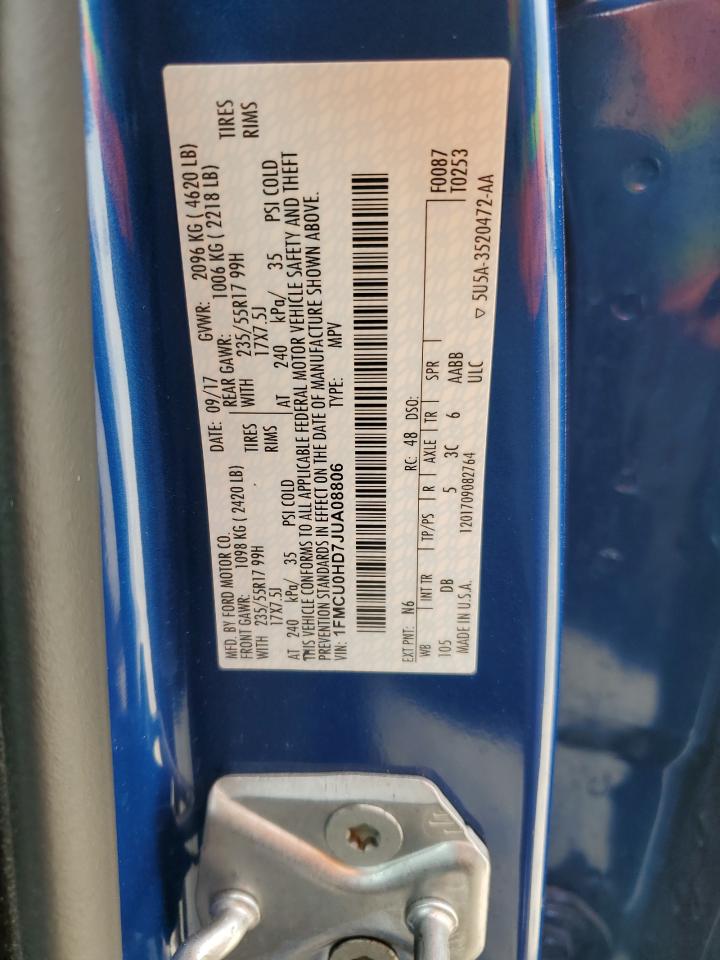 MFD. BY FORD MOTOR CO.
DATE: 09/17 GVWR: 2096 KG ( 4620 LB)
FRONT GAWR: 1098 KG ( 2420 LB) REAR GAWR: 1006 KG ( 2218 LB)
WITH 235/55R17 99H TIRES WITH 235/55R17 99H TIRES
17X7.5J RIMS 17X7.5J RIMS
AT 240 kPa/ 35 PSI COLD AT 240 kPa/ 35 PSI COLD
THIS VEHICLE CONFORMS TO ALL APPLICABLE FEDERAL MOTOR VEHICLE SAFETY AND THEFT
PREVENTION STANDARDS IN EFFECT ON THE DATE OF MANUFACTURE SHOWN ABOVE.
VIN: 1FMCU0HD7JUA08806 TYPE: MPV
EXT PNT: N6 RC: 48 DSO: F0087
WB INT TR TP/PS R AXLE TR SPR T0253
105 DB 5 3C 6 AABB
MADE IN U.S.A. 1201709082764 ULC
▽ 5U5A-3520472-AA